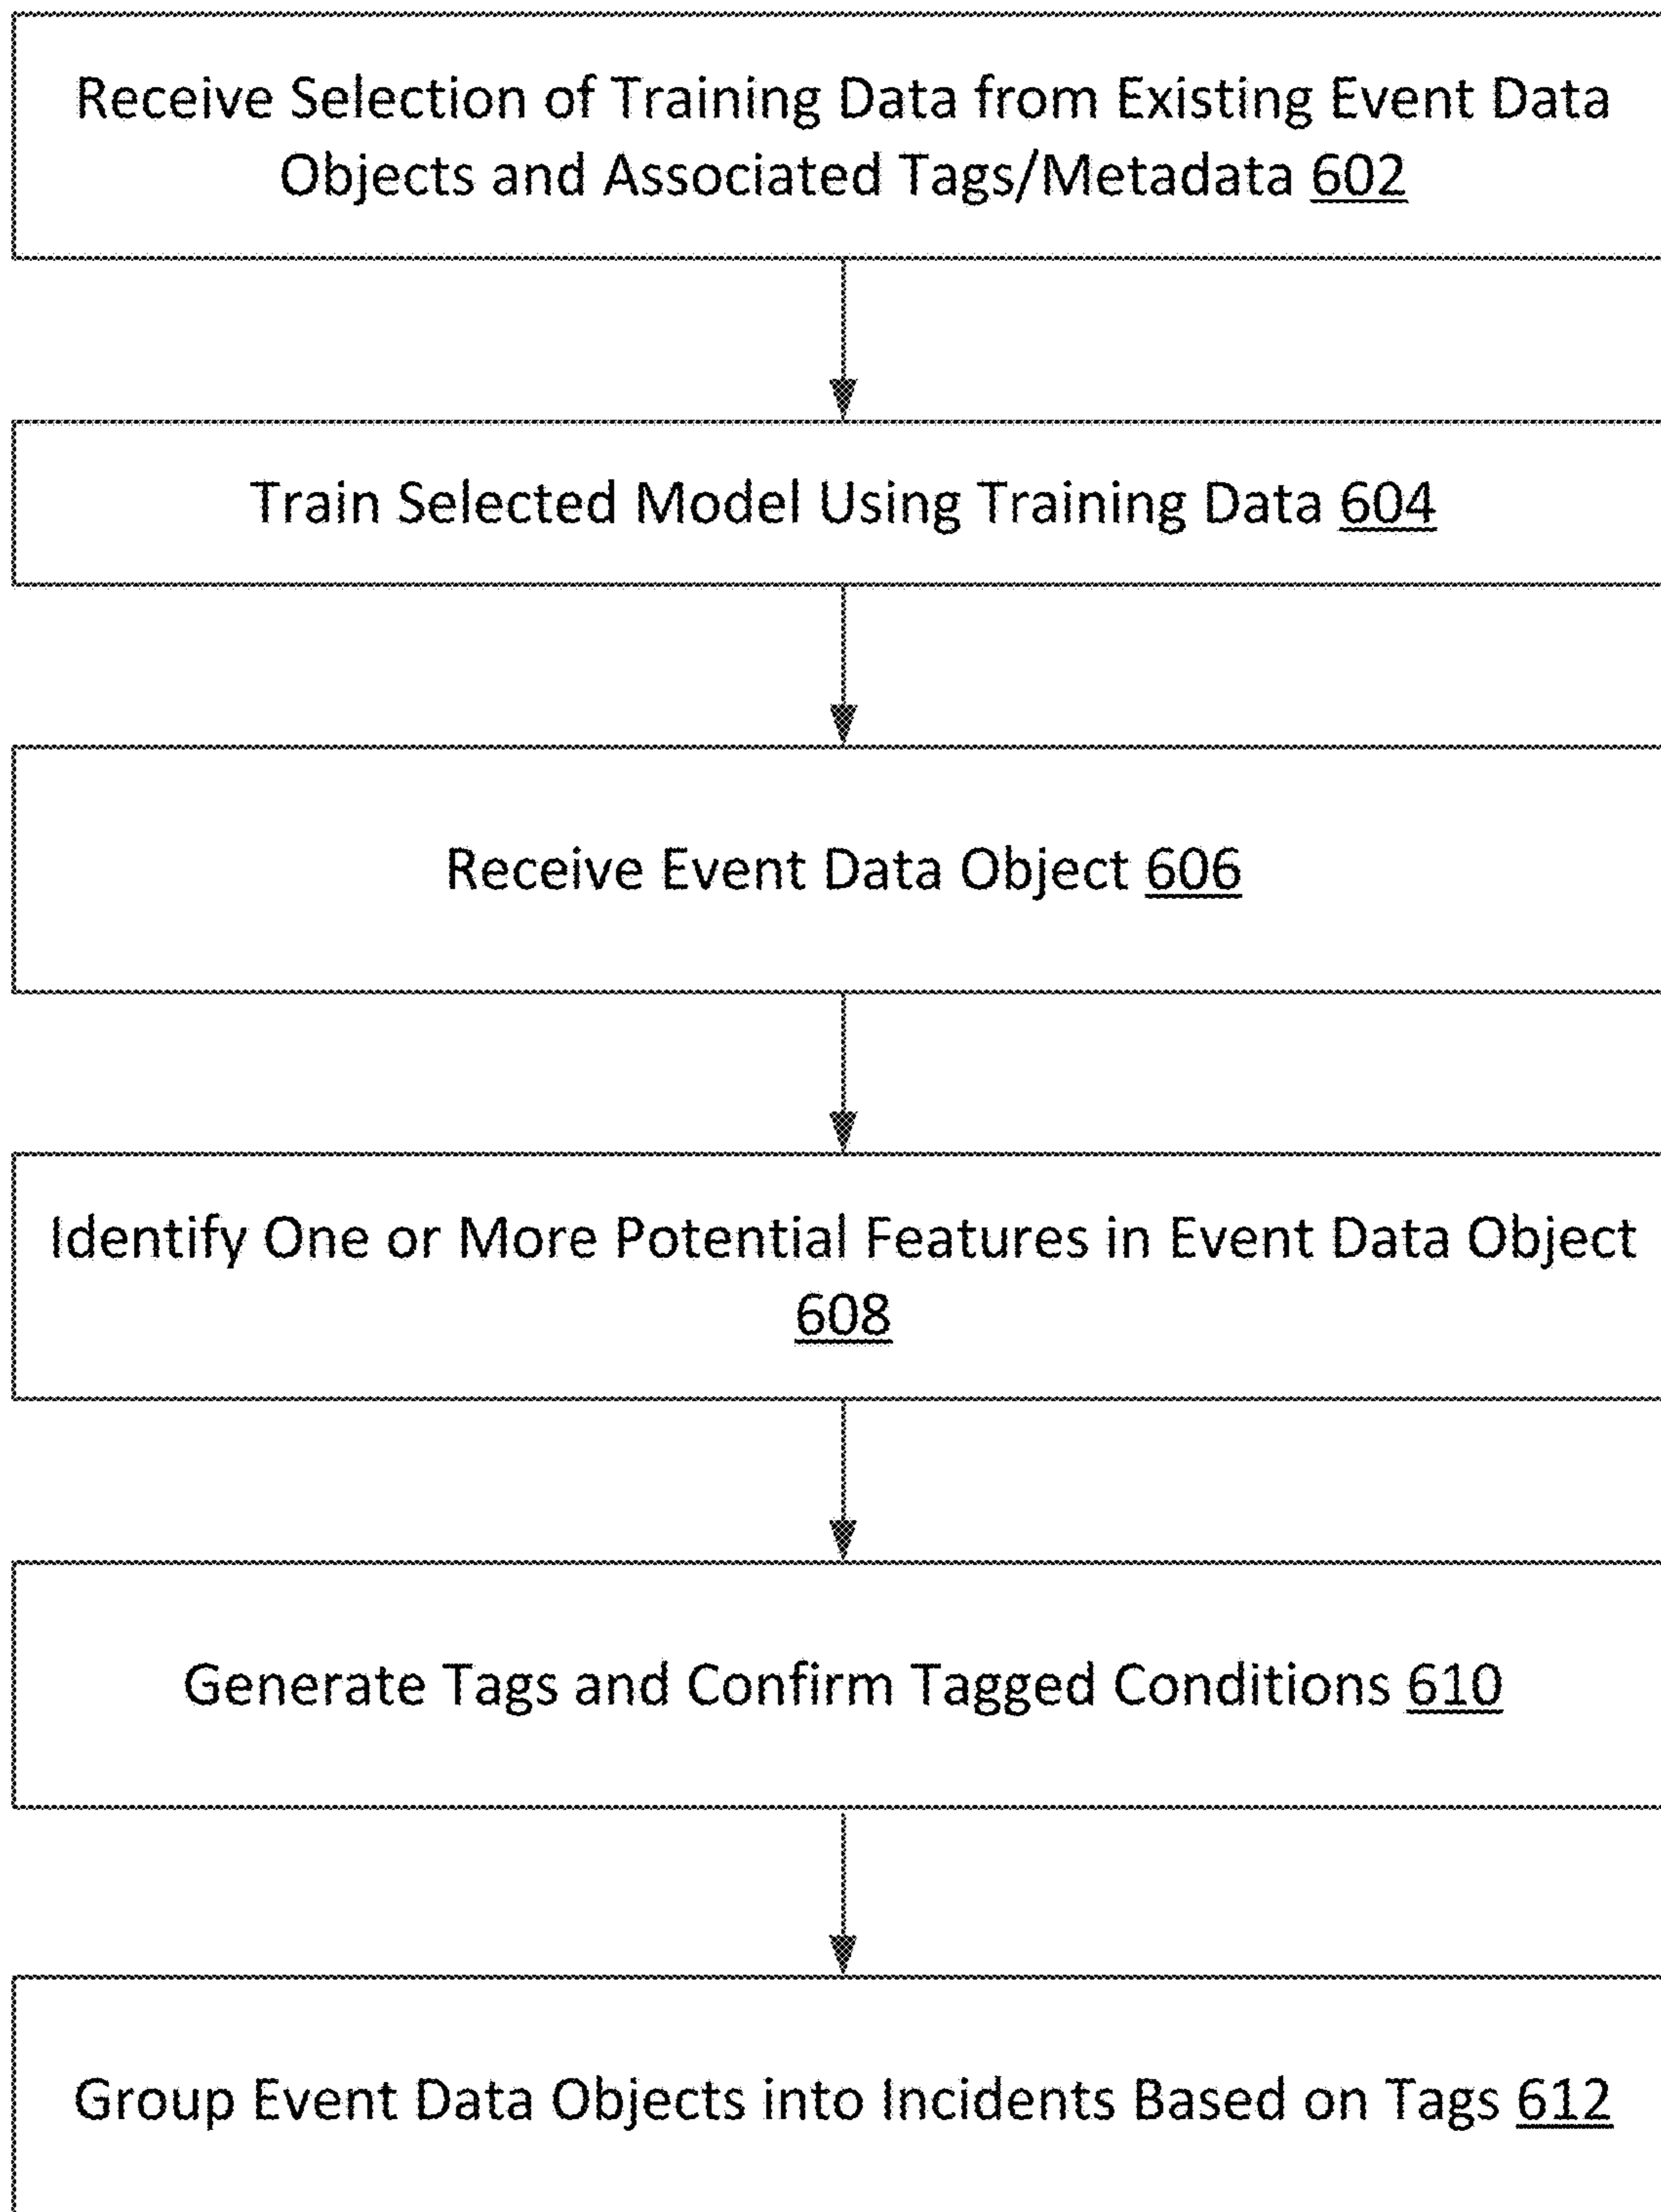 Receive Selection of Training Data from Existing Event Data
Objects and Associated Tags/Metadata 602
Train Selected Model Using Training Data 604
Receive Event Data Object 606
Identify One or More Potential Features in Event Data Object
608
Generate Tags and Confirm Tagged Conditions 610
Group Event Data Objects into Incidents Based on Tags 612